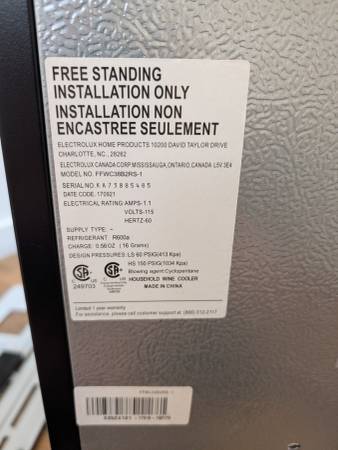 FREE STANDING
INSTALLATION ONLY
INSTALLATION NON
ENCASTREE SEULEMENT
ELECTROLUX HOME PRODUCTS 10200 DAVID TAYLOR DRIVE
CHARLOTTE, NC., 28262
ELECTROLUX CANADA CORP.MISSISSAUGA,ONTARIO,CANADA L5V 3E4
MODEL NO. FFWC38B2RS-1
SERIAL NO. KK73885485
DATE CODE: 170921
ELECTRICAL RATING:AMPS-1.1
VOLTS-115
HERTZ-60
SUPPLY TYPE: -
REFRIGERANT: R600a
CHARGE: 0.56 OZ (16 Grams)
DESIGN PRESSURES: LS 60 PSIG(413 Kpa)
HS 150 PSIG(1034 Kpa)
Blowing agent:Cyclopentane
HOUSEHOLD WINE COOLER
MADE IN CHINA
249703
Limited 1 year warranty
For assistance, please call customer support at